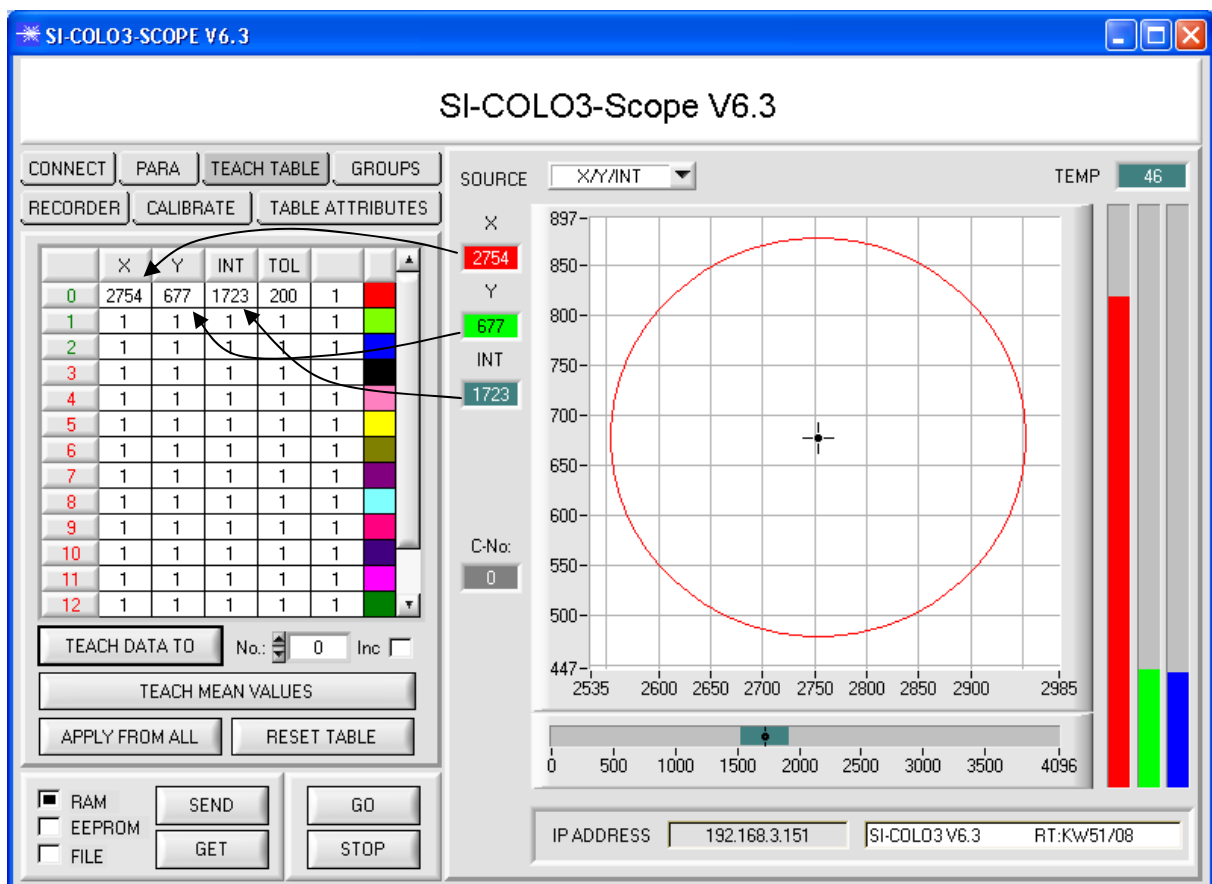 SI-COLO3-SCOPE V6.3
SI-COLO3-Scope V6.3
CONNECT PARA TEACH TABLE GROUPS
RECORDER CALIBRATE TABLE ATTRIBUTES
X Y INT TOL
0 2754 677 1723 200 1
1 1 1 1 1 1
2 1 1 1 1 1
3 1 1 1 1 1
4 1 1 1 1 1
5 1 1 1 1 1
6 1 1 1 1 1
7 1 1 1 1 1
8 1 1 1 1 1
9 1 1 1 1 1
10 1 1 1 1 1
11 1 1 1 1 1
12 1 1 1 1 1
TEACH DATA TO No.: 0 Inc
TEACH MEAN VALUES
APPLY FROM ALL RESET TABLE
RAM
EEPROM
FILE
SEND
GET
GO
STOP
SOURCE X/Y/INT
TEMP 46
X
2754
Y
677
INT
1723
C-No:
0
897
850
800
750
700
650
600
550
500
447
2535 2600 2650 2700 2750 2800 2850 2900 2985
0 500 1000 1500 2000 2500 3000 3500 4096
IP ADDRESS 192.168.3.151 SI-COLO3 V6.3 RT:KW51/08